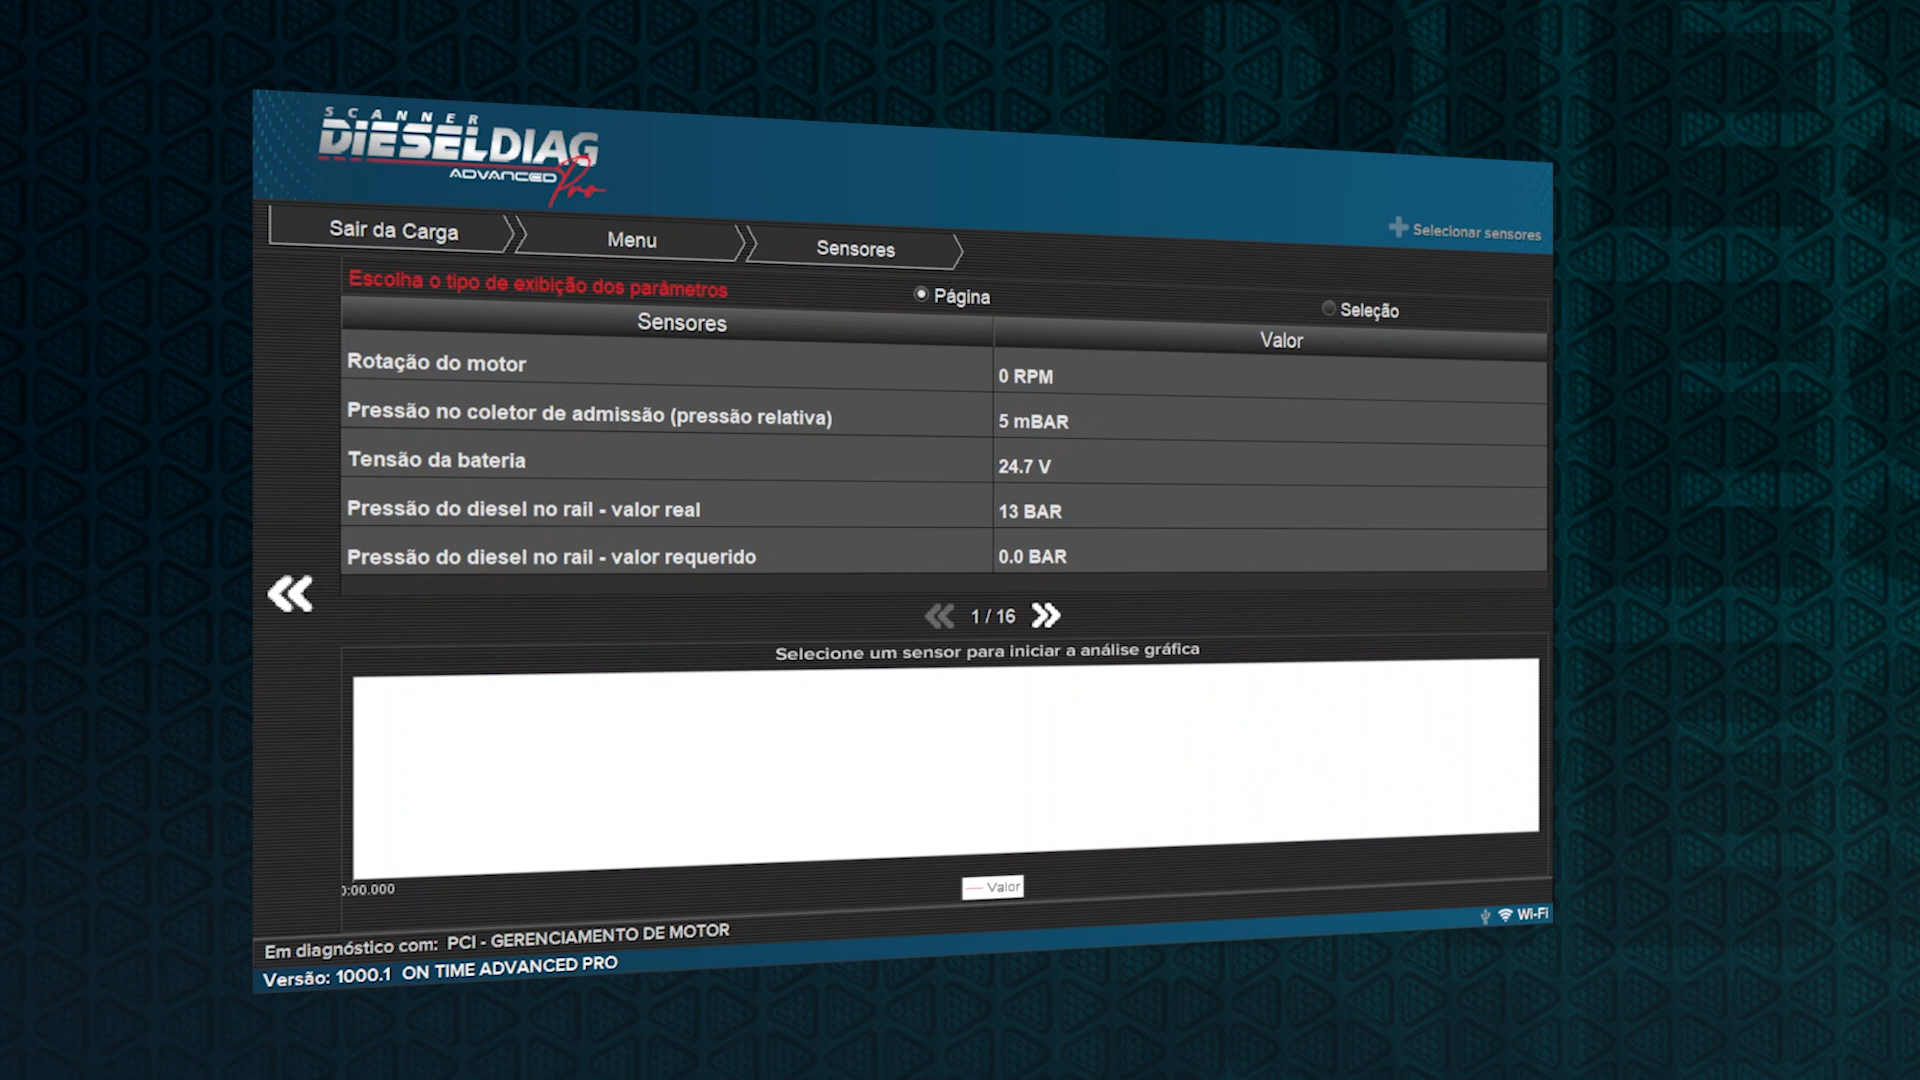 SCANNER
DIESELDIAG
ADVANCED Pro
Selecionar sensores
Sair da Carga
Menu
Sensores
Escolha o tipo de exibição dos parâmetros
Página
Seleção
Sensores
Valor
Rotação do motor
0 RPM
Pressão no coletor de admissão (pressão relativa)
5 mBAR
Tensão da bateria
24.7 V
Pressão do diesel no rail - valor real
13 BAR
Pressão do diesel no rail - valor requerido
0.0 BAR
1 / 16
Selecione um sensor para iniciar a análise gráfica
0:00.000
Valor
Em diagnóstico com: PCI - GERENCIAMENTO DE MOTOR
Wi-Fi
Versão: 1000.1 ON TIME ADVANCED PRO